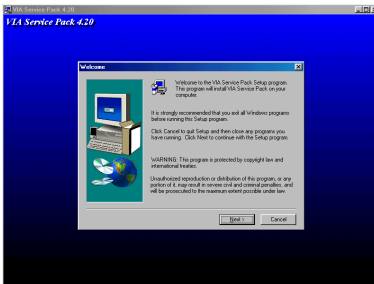 VIA Service Pack 4.20
VIA Service Pack 4.20
Welcome
Welcome to the VIA Service Pack Setup program.
This program will install VIA Service Pack on your
computer.
It is strongly recommended that you exit all Windows programs
before running this Setup program.
Click Cancel to quit Setup and then close any programs you
have running. Click Next to continue with the Setup program.
WARNING: This program is protected by copyright law and
international treaties.
Unauthorized reproduction or distribution of this program, or any
portion of it, may result in severe civil and criminal penalties, and
will be prosecuted to the maximum extent possible under law.
Next >
Cancel